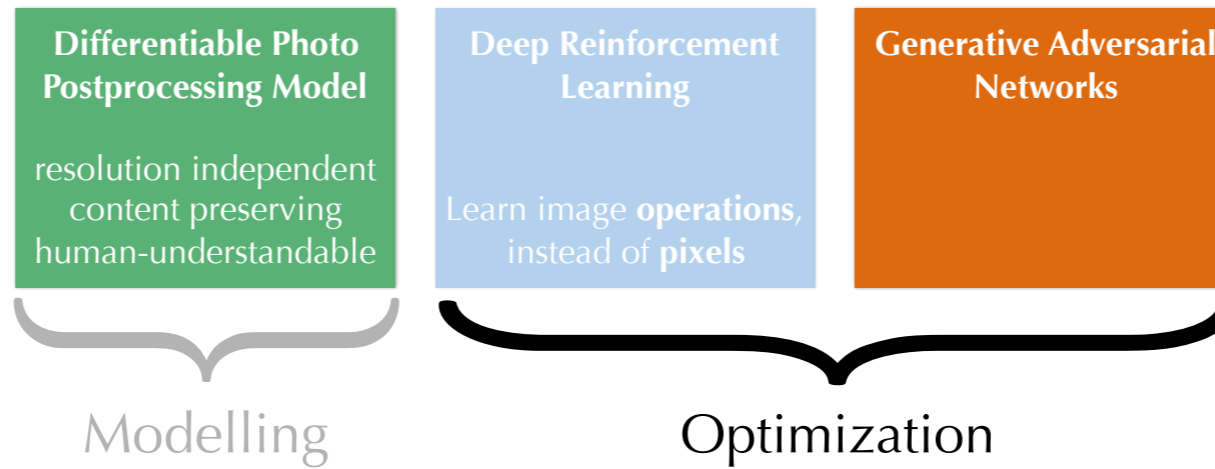 Differentiable Photo
Postprocessing Model
resolution independent
content preserving
human-understandable
Deep Reinforcement
Learning
Learn image operations,
instead of pixels
Generative Adversarial
Networks
Modelling
Optimization